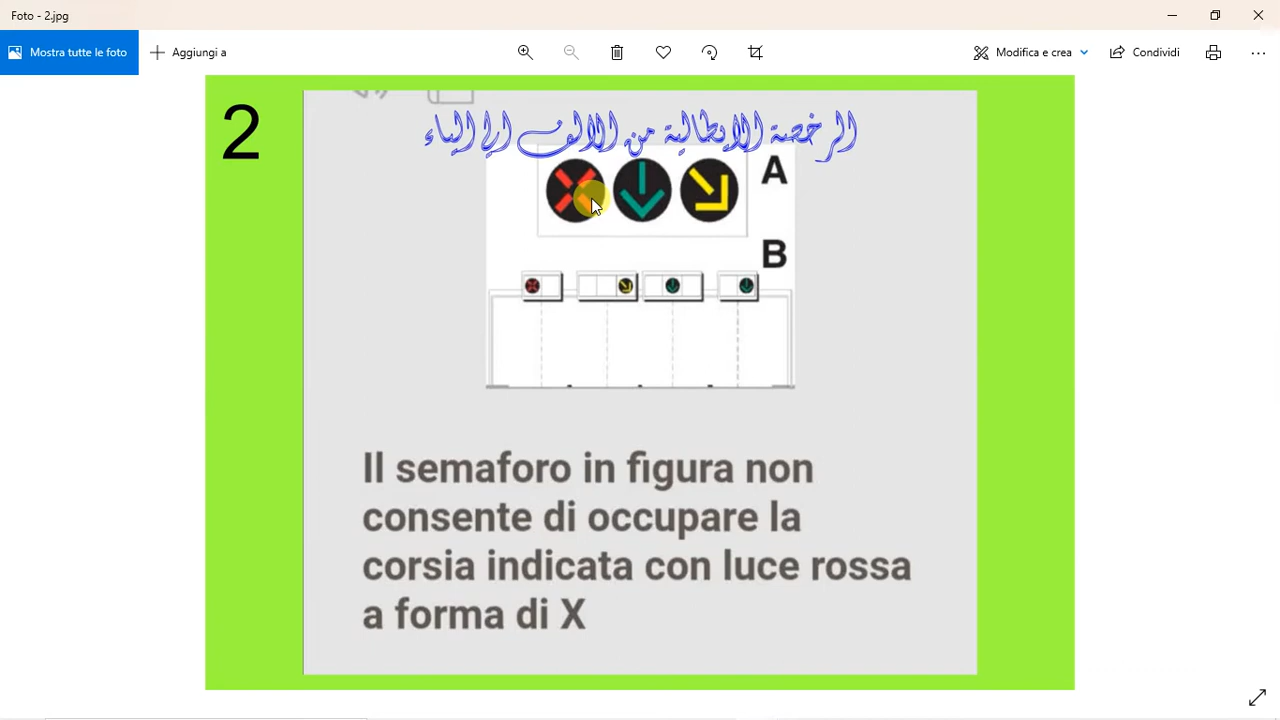 Foto - 2.jpg
Mostra tutte le foto
Aggiungi a
Modifica e crea
Condividi
2
الرخصة الايطالية من الالف الى الياء
A
B
Il semaforo in figura non
consente di occupare la
corsia indicata con luce rossa
a forma di X